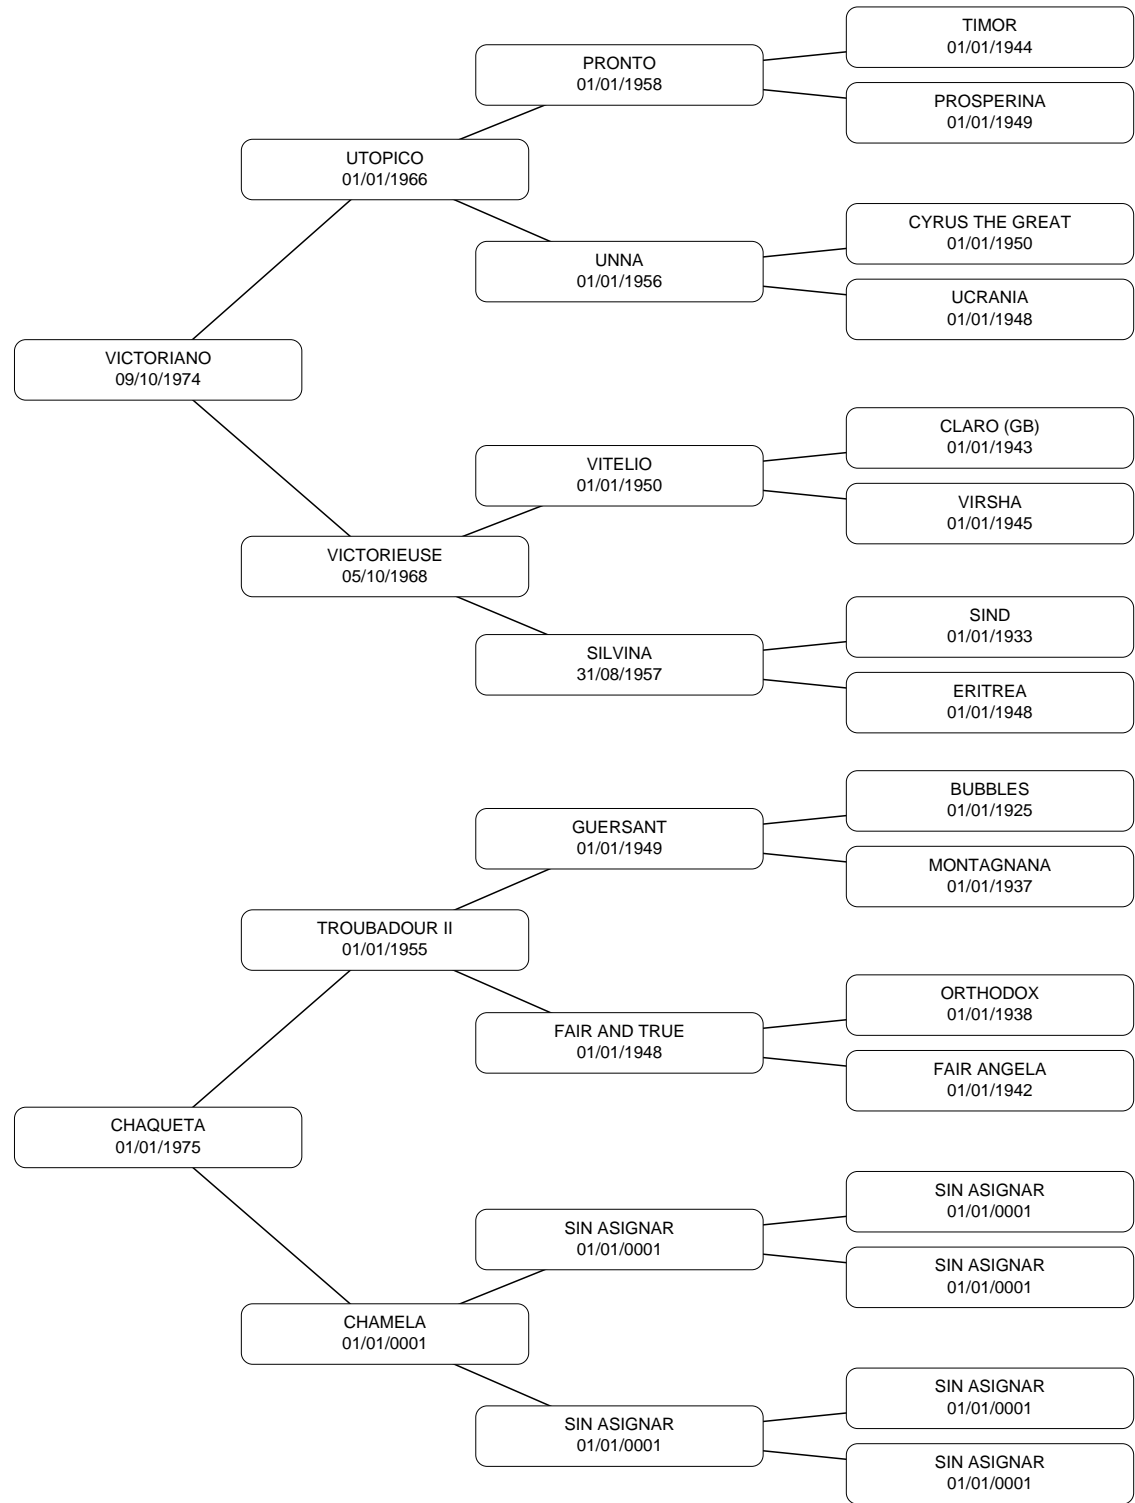 TIMOR
01/01/1944
PRONTO
01/01/1958
PROSPERINA
01/01/1949
UTOPICO
01/01/1966
CYRUS THE GREAT
01/01/1950
UNNA
01/01/1956
UCRANIA
01/01/1948
VICTORIANO
09/10/1974
CLARO (GB)
01/01/1943
VITELIO
01/01/1950
VIRSHA
01/01/1945
VICTORIEUSE
05/10/1968
SIND
01/01/1933
SILVINA
31/08/1957
ERITREA
01/01/1948
BUBBLES
01/01/1925
GUERSANT
01/01/1949
MONTAGNANA
01/01/1937
TROUBADOUR II
01/01/1955
ORTHODOX
01/01/1938
FAIR AND TRUE
01/01/1948
FAIR ANGELA
01/01/1942
CHAQUETA
01/01/1975
SIN ASIGNAR
01/01/0001
SIN ASIGNAR
01/01/0001
SIN ASIGNAR
01/01/0001
CHAMELA
01/01/0001
SIN ASIGNAR
01/01/0001
SIN ASIGNAR
01/01/0001
SIN ASIGNAR
01/01/0001